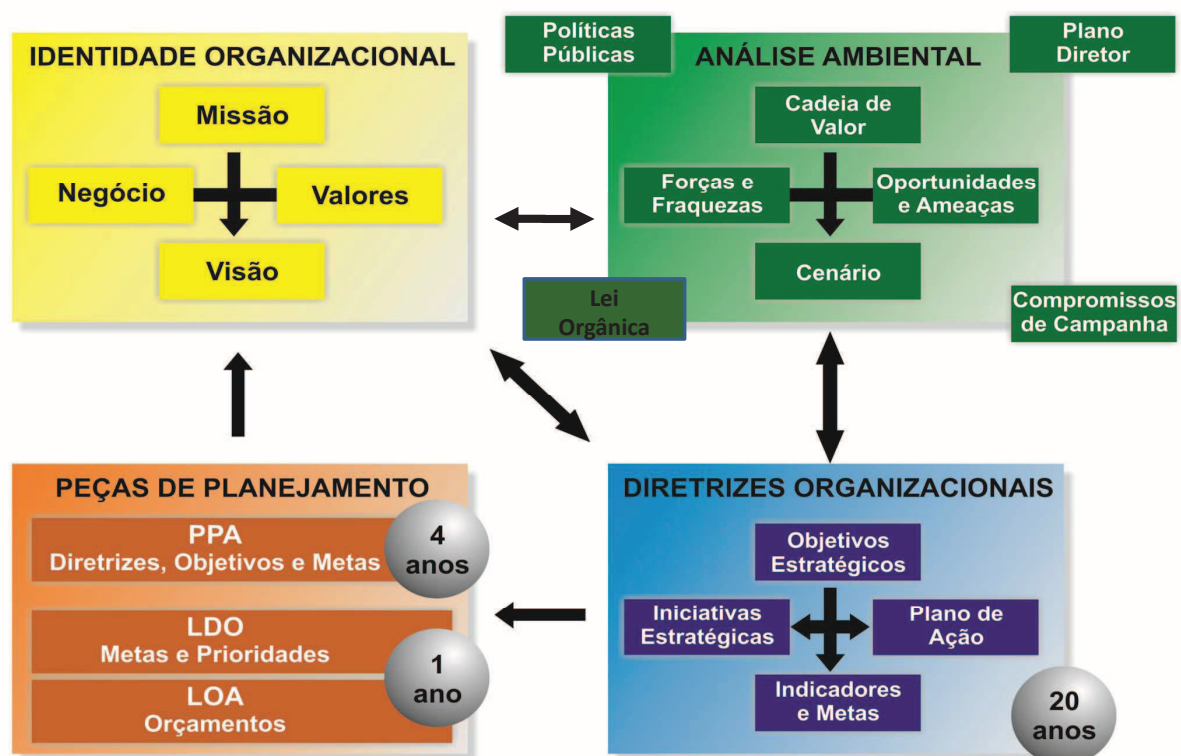 IDENTIDADE ORGANIZACIONAL
Missão
Negócio
Valores
Visão
Políticas
Públicas
ANÁLISE AMBIENTAL
Plano
Diretor
Cadeia de
Valor
Forças e
Fraquezas
Oportunidades
e Ameaças
Cenário
Lei
Orgânica
Compromissos
de Campanha
PEÇAS DE PLANEJAMENTO
PPA
Diretrizes, Objetivos e Metas
4
anos
LDO
Metas e Prioridades
1
ano
LOA
Orçamentos
DIRETRIZES ORGANIZACIONAIS
Objetivos
Estratégicos
Iniciativas
Estratégicas
Plano de
Ação
Indicadores
e Metas
20
anos